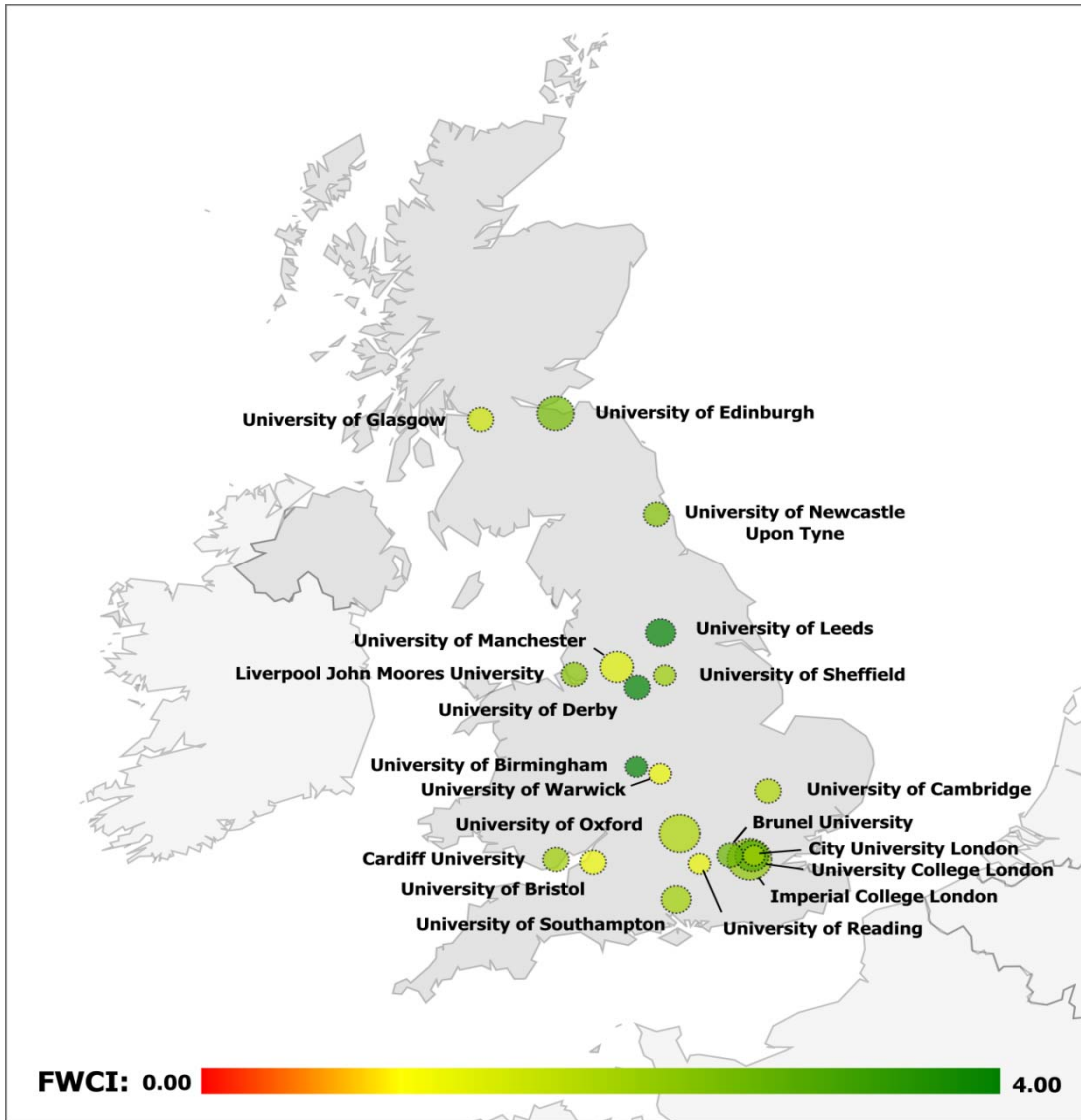 University of Glasgow
University of Edinburgh
University of Newcastle
Upon Tyne
University of Leeds
University of Manchester
Liverpool John Moores University
University of Sheffield
University of Derby
University of Birmingham
University of Warwick
University of Cambridge
University of Oxford
Brunel University
City University London
Cardiff University
University College London
University of Bristol
Imperial College London
University of Southampton
University of Reading
FWCI: 0.00 4.00